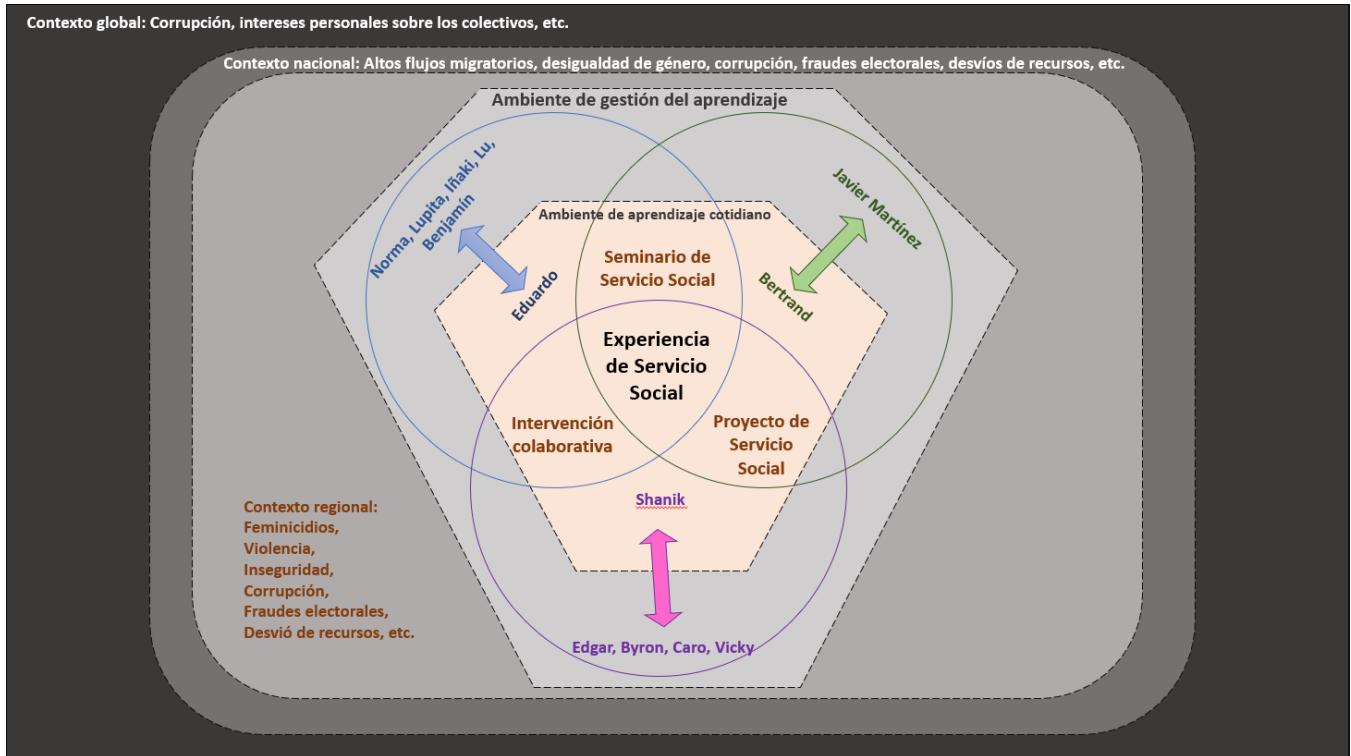 Contexto global: Corrupción, intereses personales sobre los colectivos, etc.
Contexto nacional: Altos flujos migratorios, desigualdad de género, corrupción, fraudes electorales, desvíos de recursos, etc.
Ambiente de gestión del aprendizaje
Norma, Lupita, Iñaki, Lu,
Benjamín
Javier Martínez
Ambiente de aprendizaje cotidiano
Seminario de
Servicio Social
Eduardo
Bertrand
Experiencia
de Servicio
Social
Intervención
colaborativa
Proyecto de
Servicio
Social
Shanik
Contexto regional:
Feminicidios,
Violencia,
Inseguridad,
Corrupción,
Fraudes electorales,
Desvió de recursos, etc.
Edgar, Byron, Caro, Vicky